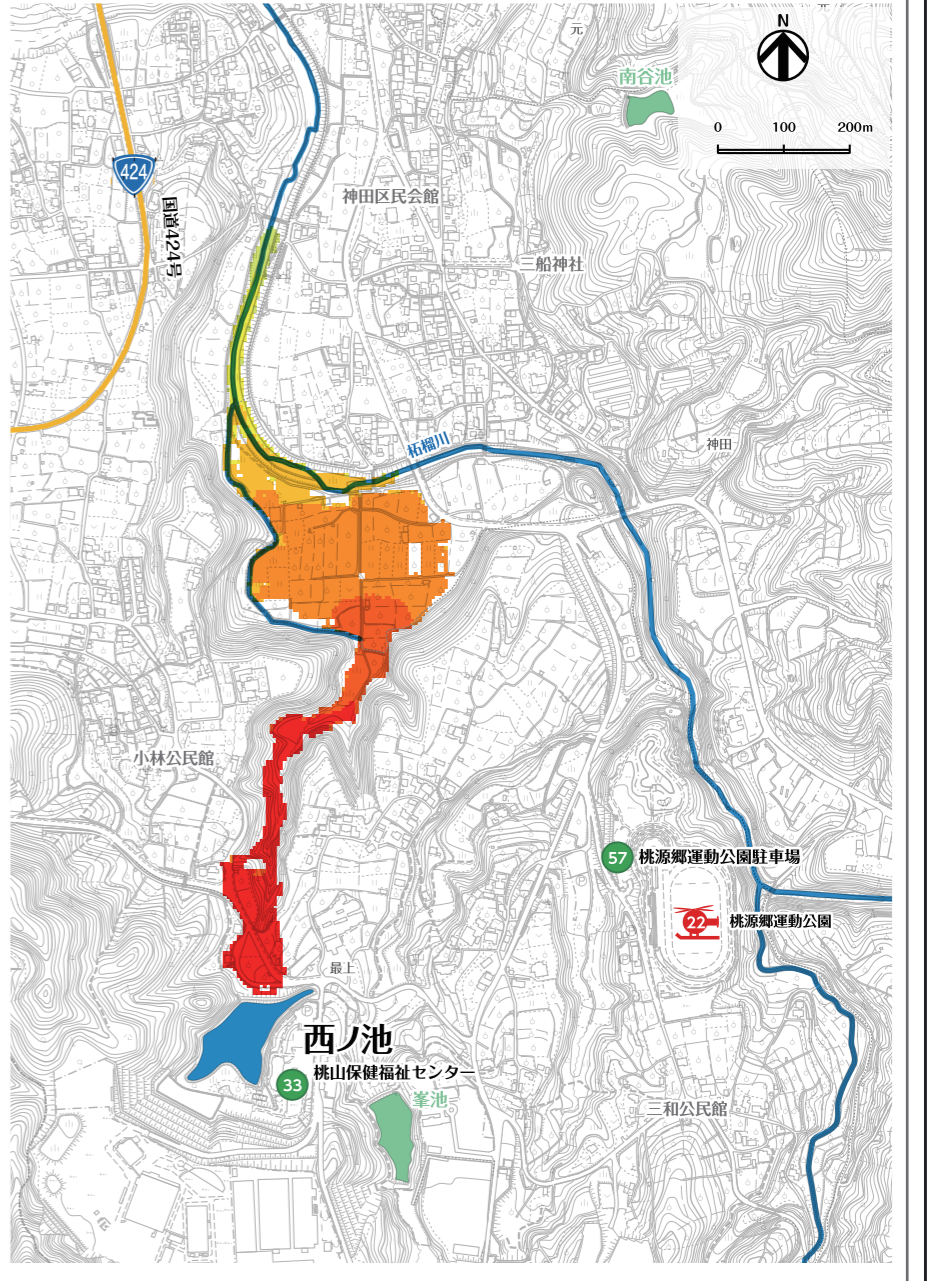 元
N
南谷池
0 100 200m
424
国道424号
神田区民会館
三船神社
柘榴川
神田
小林公民館
57 桃源郷運動公園駐車場
22 桃源郷運動公園
最上
西ノ池
33 桃山保健福祉センター
峯池
三和公民館